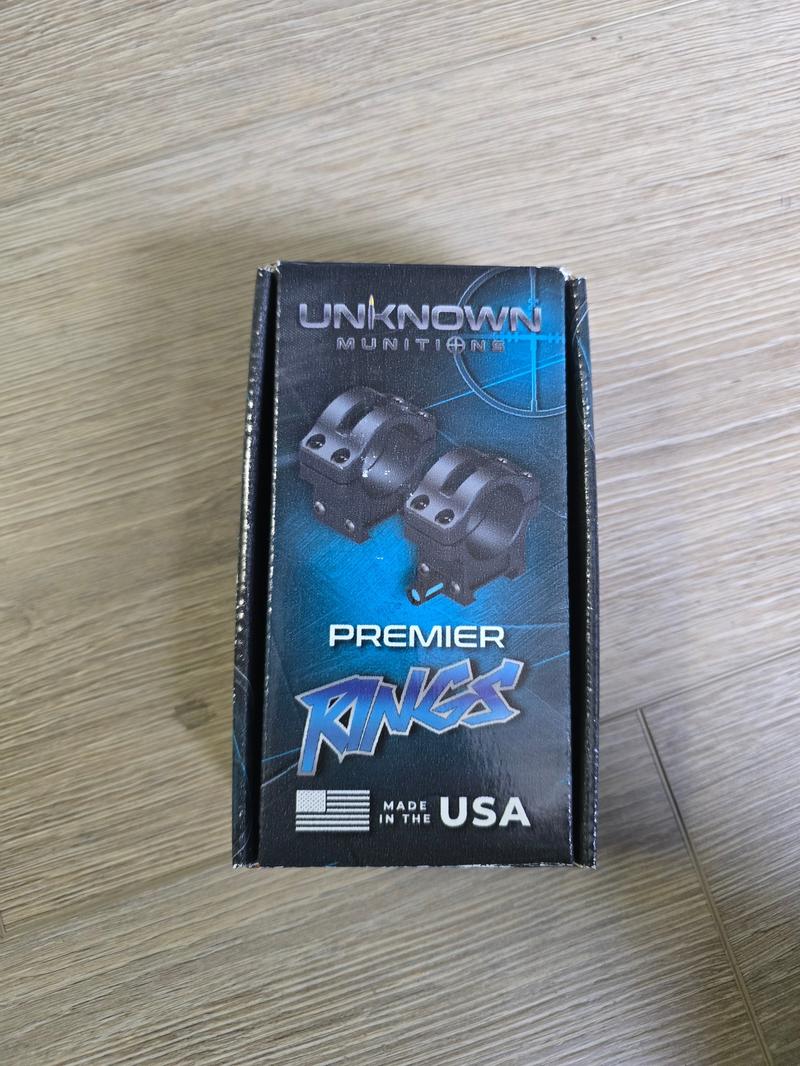 UNKNOWN
MUNITIONS
PREMIER
RINGS
MADE
IN THE
USA